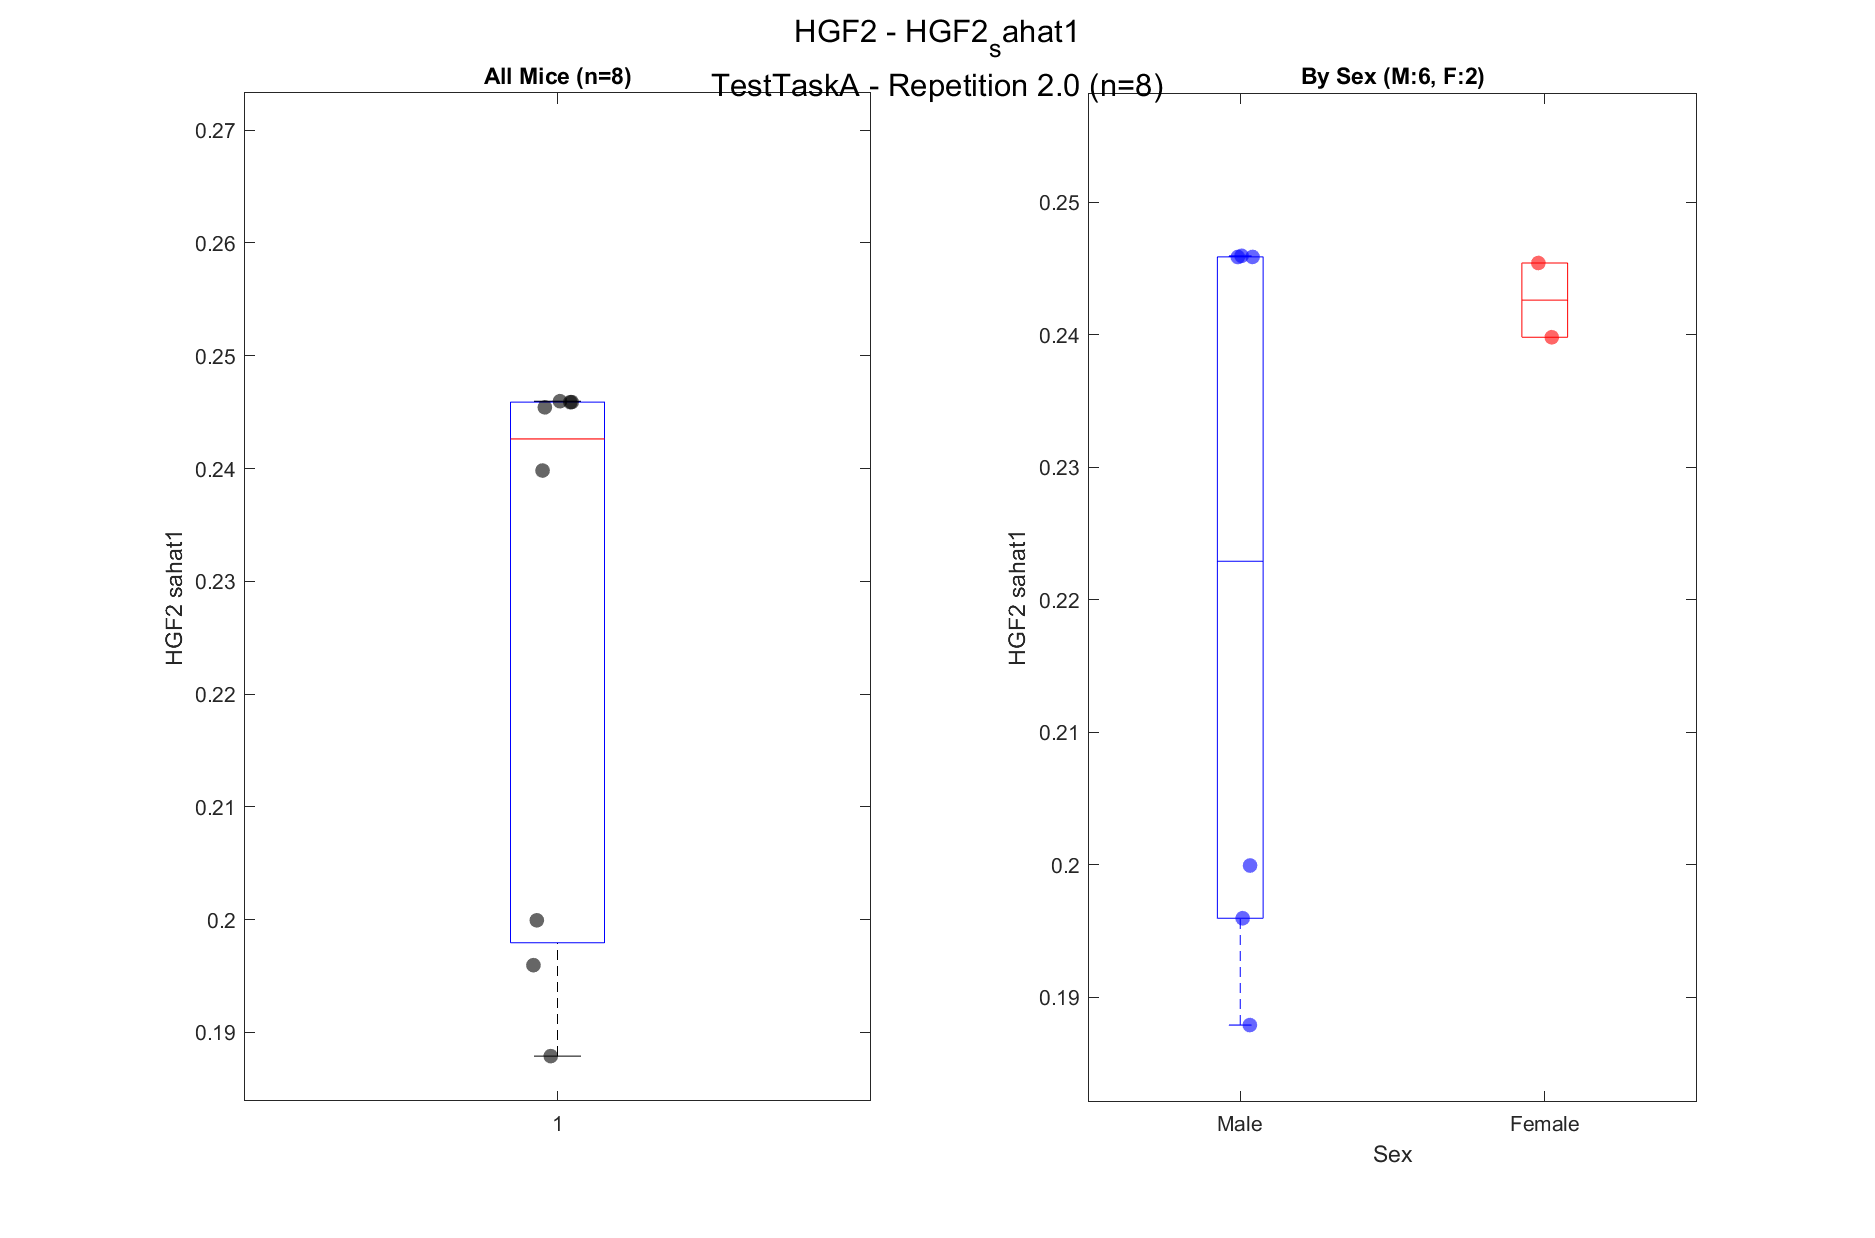 HGF2 - HGF2sahat1
TestTaskA - Repetition 2.0 (n=8)
All Mice (n=8)
0.27
0.26
0.25
0.24
0.23
0.22
0.21
0.2
0.19
HGF2 sahat1
1
By Sex (M:6, F:2)
0.25
0.24
0.23
0.22
0.21
0.2
0.19
HGF2 sahat1
Male Female
Sex